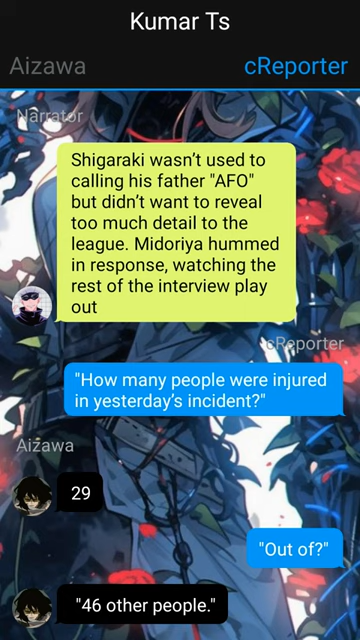 Kumar Ts
Aizawa
cReporter
Narrator
Shigaraki wasn’t used to
calling his father "AFO"
but didn’t want to reveal
too much detail to the
league. Midoriya hummed
in response, watching the
rest of the interview play
out
cReporter
"How many people were injured
in yesterday’s incident?"
Aizawa
29
"Out of?"
"46 other people."